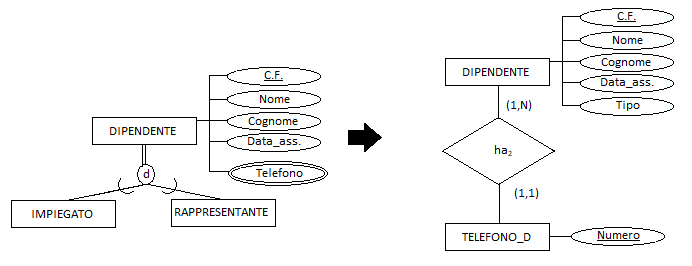 C.F.
Nome
Cognome
Data_ass.
Telefono
DIPENDENTE
d
IMPIEGATO
RAPPRESENTANTE
C.F.
Nome
Cognome
Data_ass.
Tipo
DIPENDENTE
(1,N)
ha₂
(1,1)
TELEFONO_D
Numero